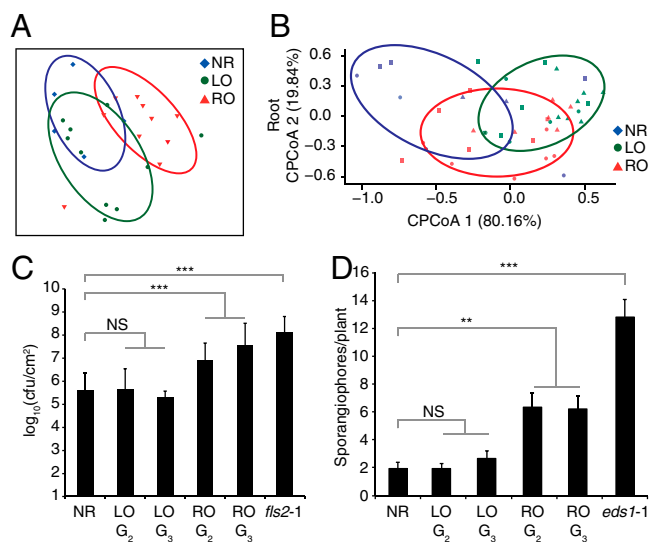 A
NR
LO
RO
B
Root
CPCoA 2 (19.84%)
0.6
0.3
0.0
−0.3
−0.6
−1.0
−0.5
0.0
0.5
CPCoA 1 (80.16%)
NR
LO
RO
C
log10(cfu/cm2)
10
9
8
7
6
5
4
3
2
1
***
***
NS
NR
LO G2
LO G3
RO G2
RO G3
fls2-1
D
Sporangiophores/plant
16
14
12
10
8
6
4
2
0
***
**
NS
NR
LO G2
LO G3
RO G2
RO G3
eds1-1